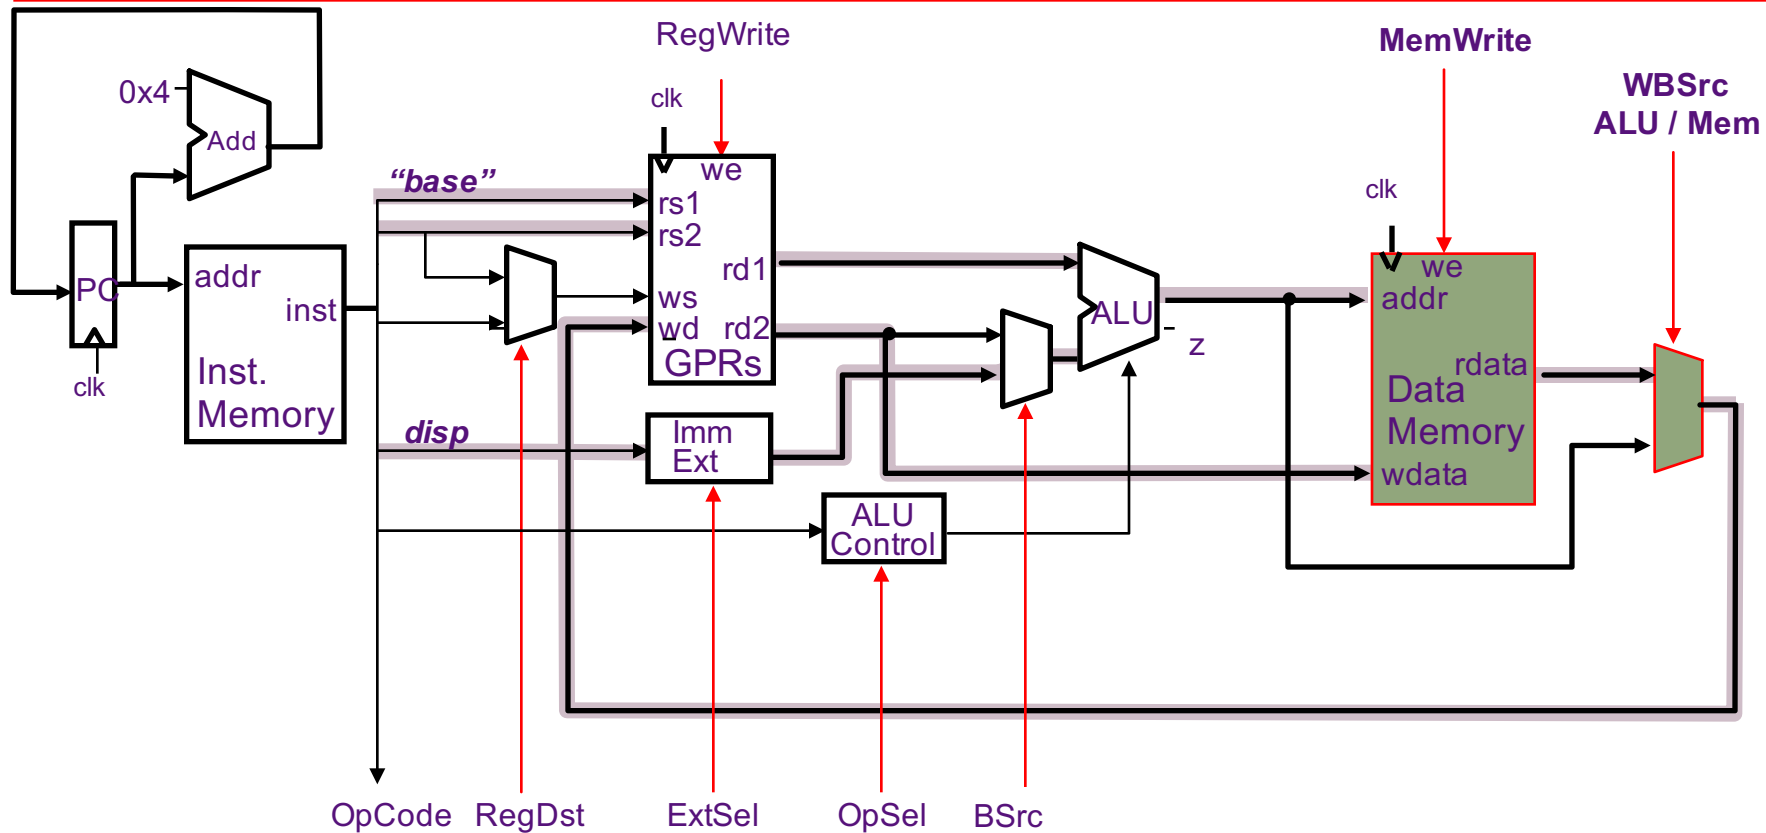 RegWrite
MemWrite
WBSrc
ALU / Mem
0x4
Add
clk
we
"base"
rs1
rs2
rd1
ws
wd
rd2
GPRs
clk
we
addr
rdata
Data
Memory
wdata
PC
clk
addr
inst
Inst.
Memory
ALU
z
disp
Imm
Ext
ALU
Control
OpCode
RegDst
ExtSel
OpSel
BSrc